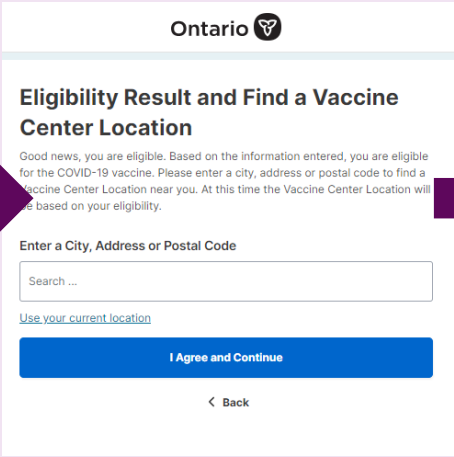 Ontario
Eligibility Result and Find a Vaccine
Center Location
Good news, you are eligible. Based on the information entered, you are eligible
for the COVID-19 vaccine. Please enter a city, address or postal code to find a
Vaccine Center Location near you. At this time the Vaccine Center Location will
be based on your eligibility.
Enter a City, Address or Postal Code
Search ...
Use your current location
I Agree and Continue
Back